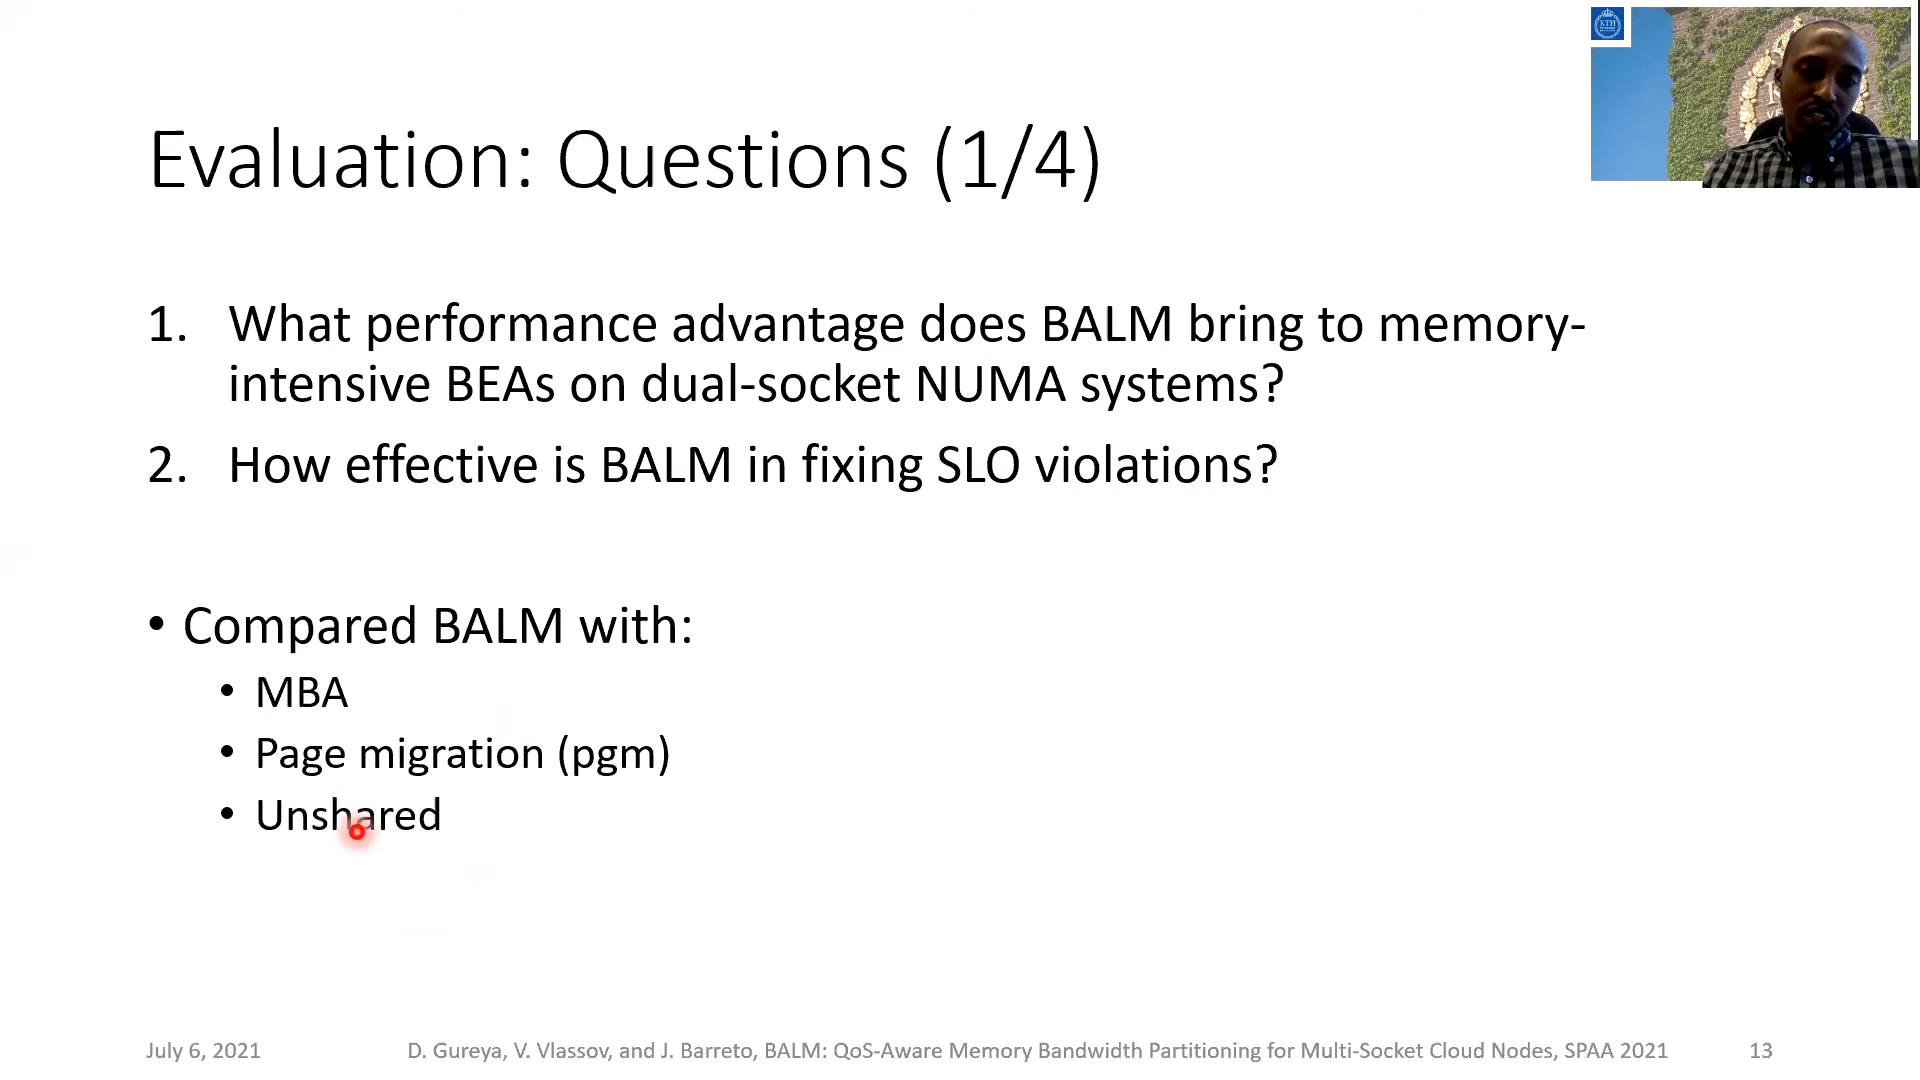 KTH
Evaluation: Questions (1/4)
1. What performance advantage does BALM bring to memory-
intensive BEAs on dual-socket NUMA systems?
2. How effective is BALM in fixing SLO violations?
• Compared BALM with:
• MBA
• Page migration (pgm)
• Unshared
July 6, 2021
D. Gureya, V. Vlassov, and J. Barreto, BALM: QoS-Aware Memory Bandwidth Partitioning for Multi-Socket Cloud Nodes, SPAA 2021
13